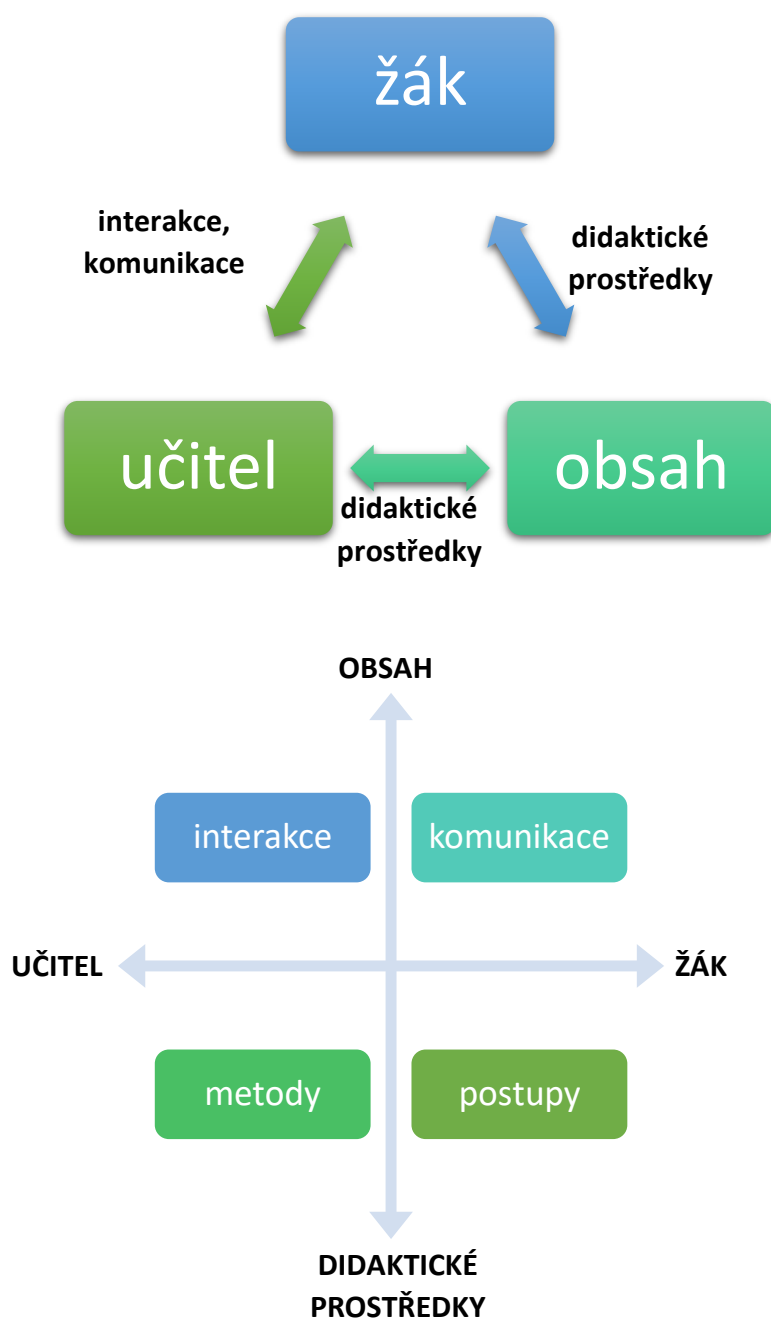 žák
interakce,
komunikace
didaktické
prostředky
učitel
obsah
didaktické
prostředky
OBSAH
interakce
komunikace
UČITEL
ŽÁK
metody
postupy
DIDAKTICKÉ
PROSTŘEDKY